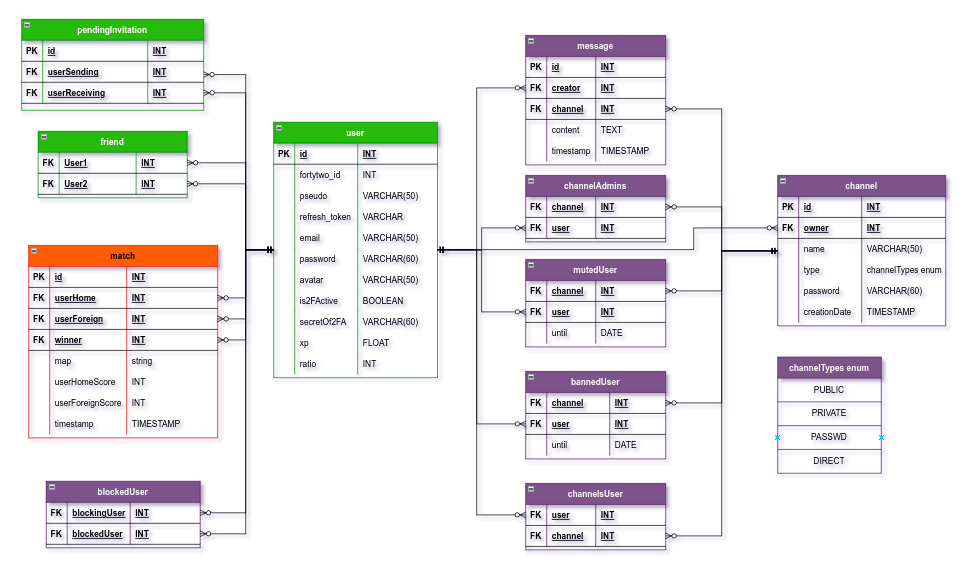 pendingInvitation
PK id INT
FK userSending INT
FK userReceiving INT
friend
FK User1 INT
FK User2 INT
match
PK id INT
FK userHome INT
FK userForeign INT
FK winner INT
map string
userHomeScore INT
userForeignScore INT
timestamp TIMESTAMP
blockedUser
FK blockingUser INT
FK blockedUser INT
user
PK id INT
fortytwo_id INT
pseudo VARCHAR(50)
refresh_token VARCHAR
email VARCHAR(50)
password VARCHAR(60)
avatar VARCHAR(50)
is2FActive BOOLEAN
secretOf2FA VARCHAR(60)
xp FLOAT
ratio INT
message
PK id INT
FK creator INT
FK channel INT
content TEXT
timestamp TIMESTAMP
channelAdmins
FK channel INT
FK user INT
mutedUser
FK channel INT
FK user INT
until DATE
bannedUser
FK channel INT
FK user INT
until DATE
channelsUser
FK user INT
FK channel INT
channel
PK id INT
FK owner INT
name VARCHAR(50)
type channelTypes enum
password VARCHAR(60)
creationDate TIMESTAMP
channelTypes enum
PUBLIC
PRIVATE
PASSWD
DIRECT